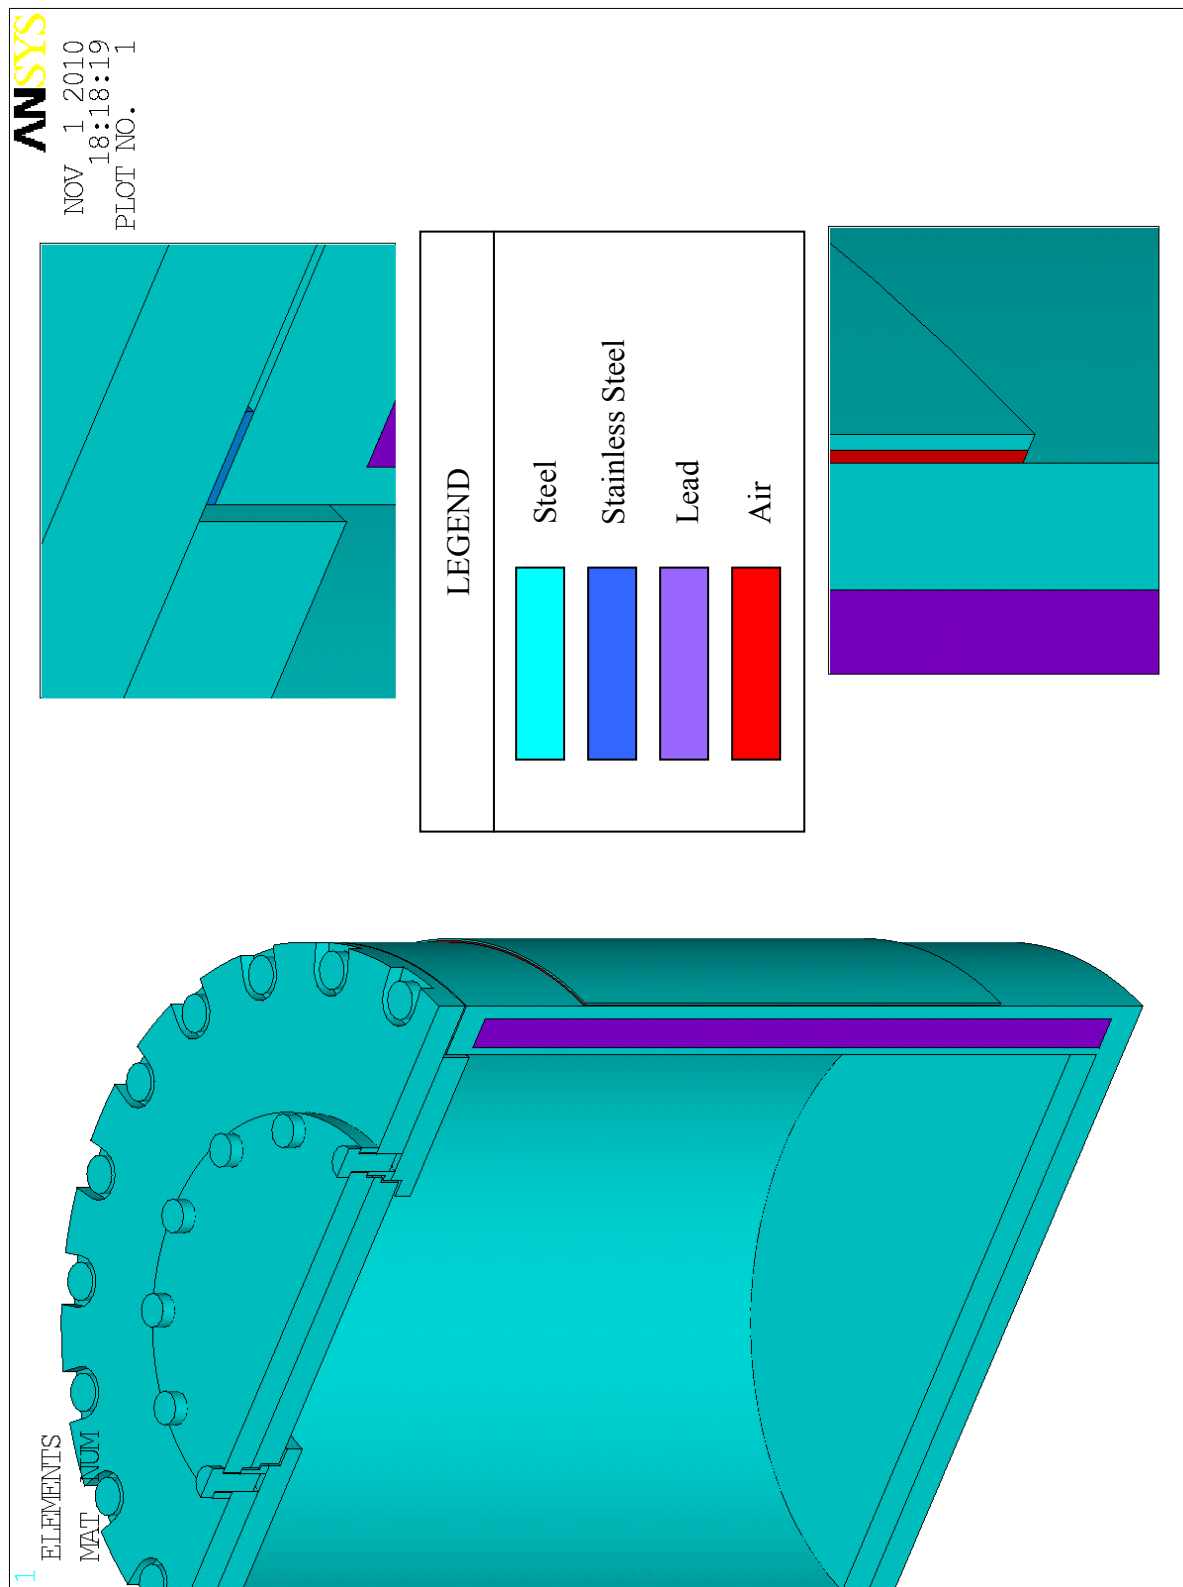 1
ELEMENTS
MAT NUM
ANSYS
NOV 1 2010
18:18:19
PLOT NO. 1
LEGEND
Steel
Stainless Steel
Lead
Air